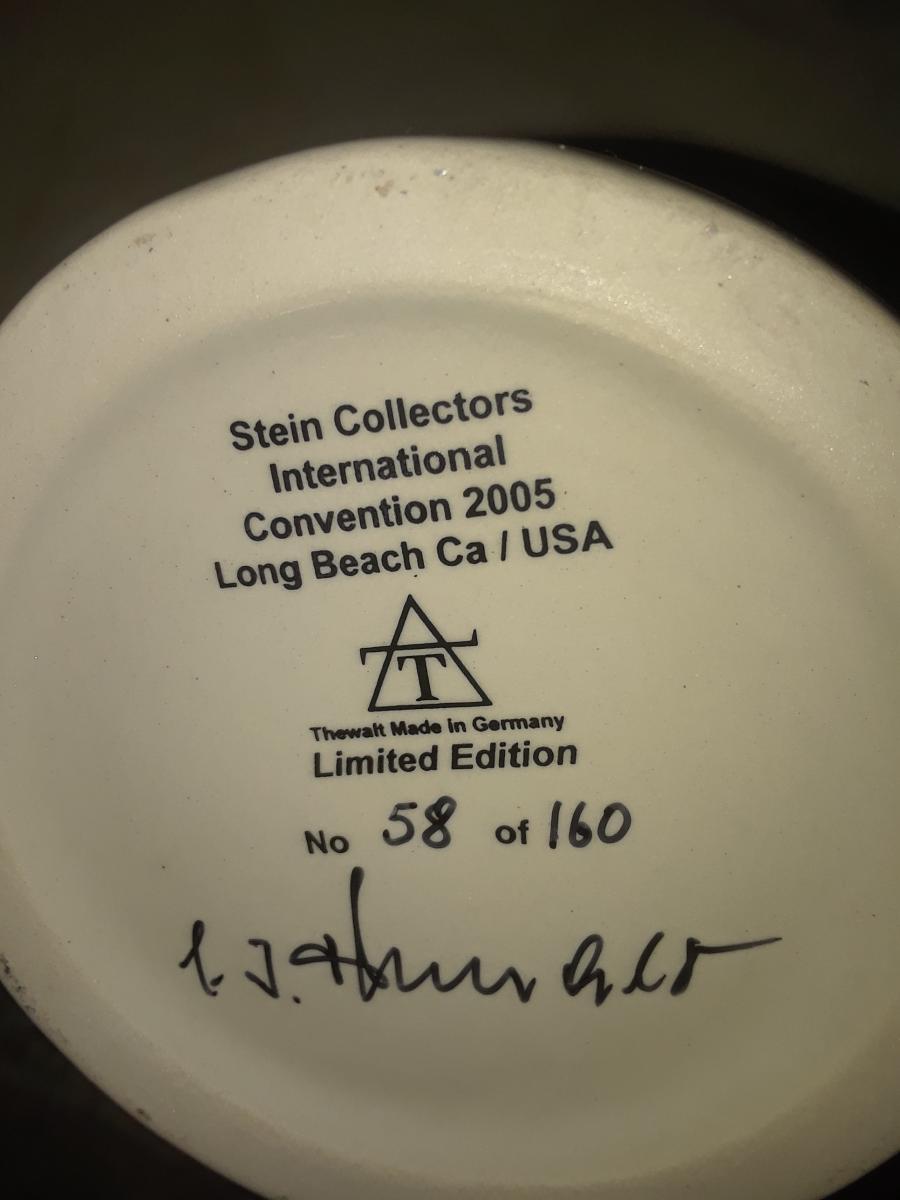 Stein Collectors
International
Convention 2005
Long Beach Ca / USA
T
Thewalt Made in Germany
Limited Edition
No 58 of 160